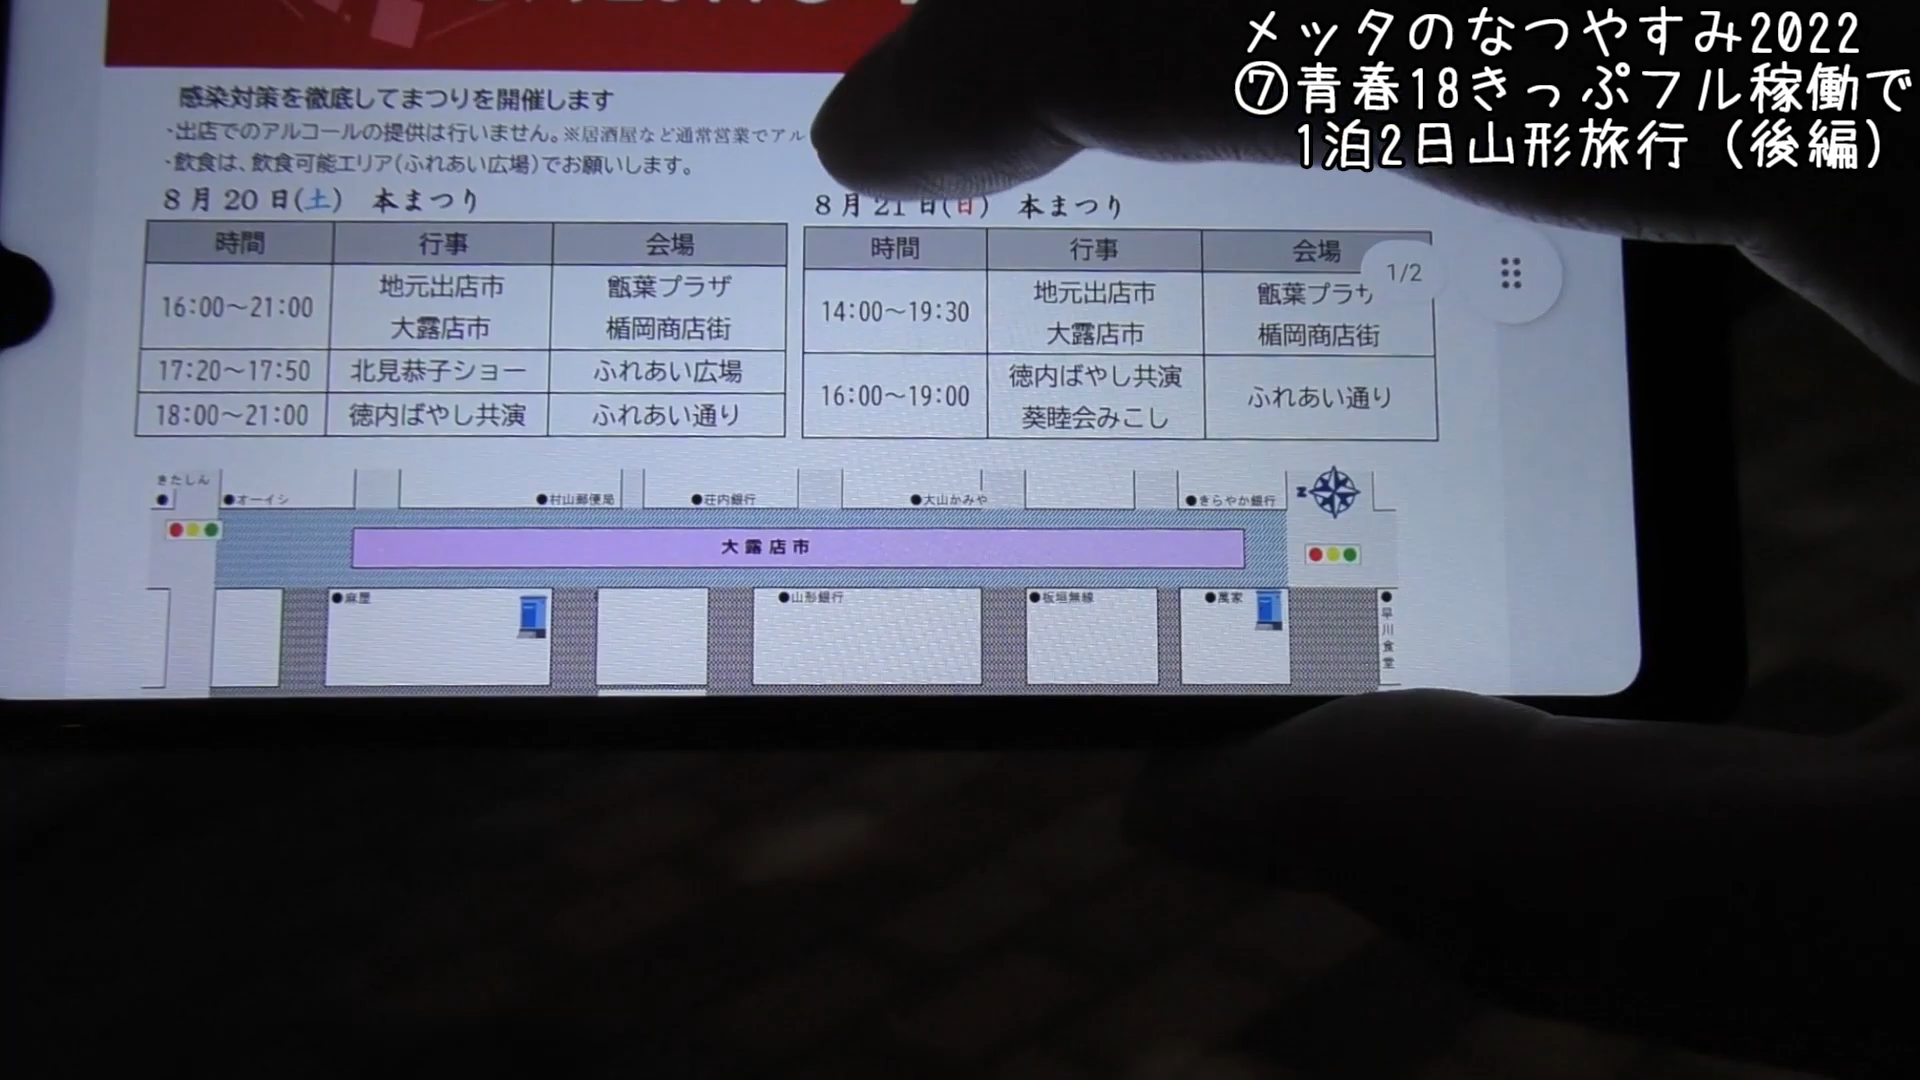 メッタのなつやすみ2022
⑦青春18きっぷフル稼働で
1泊2日山形旅行（後編）
感染対策を徹底してまつりを開催します
・出店でのアルコールの提供は行いません。※居酒屋など通常営業でアル
・飲食は、飲食可能エリア(ふれあい広場)でお願いします。
8月20日(土) 本まつり
時間 行事 会場
16:00～21:00 地元出店市 甑葉プラザ
大露店市 楯岡商店街
17:20～17:50 北見恭子ショー ふれあい広場
18:00～21:00 徳内ばやし共演 ふれあい通り
8月21日(日) 本まつり
時間 行事 会場
14:00～19:30 地元出店市 甑葉プラザ
大露店市 楯岡商店街
16:00～19:00 徳内ばやし共演 ふれあい通り
葵睦会みこし
1/2
きたしん
●オーイシ ●村山郵便局 ●荘内銀行 ●大山かみや ●きらやか銀行
N
大露店市
●麻屋 ●山形銀行 ●板垣無線 ●萬家 ●早川食堂